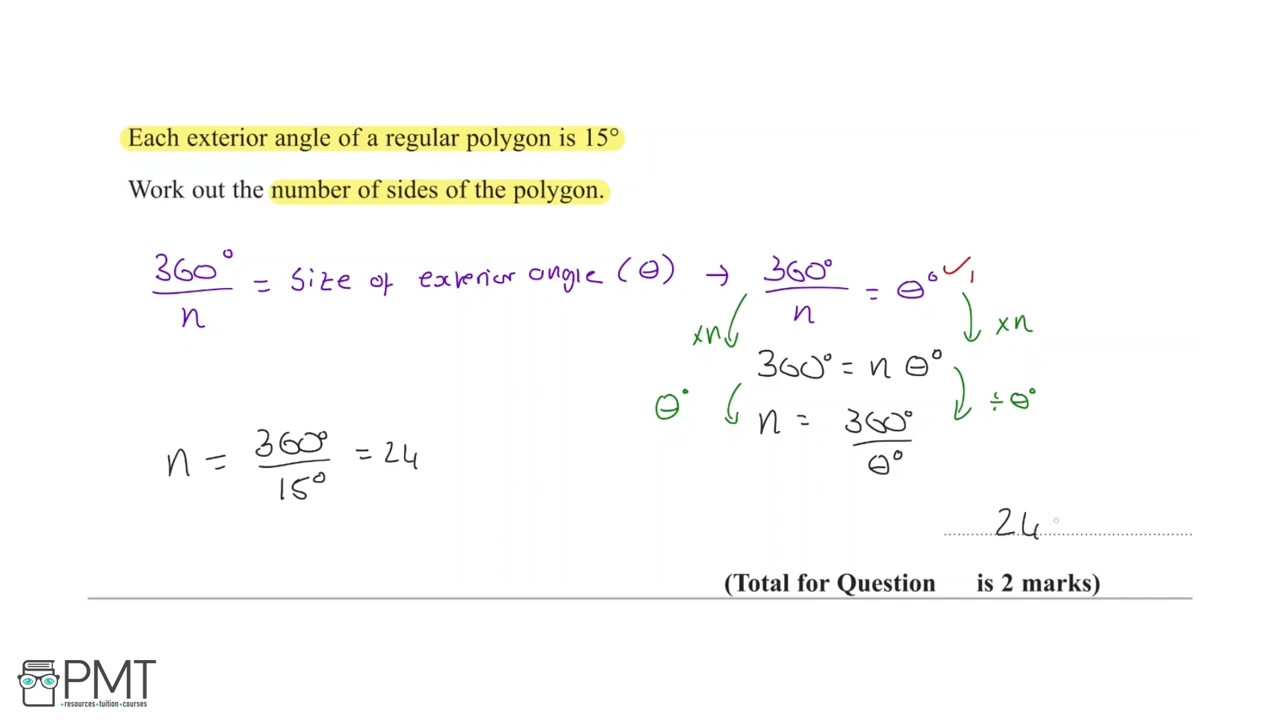 Each exterior angle of a regular polygon is 15°
Work out the number of sides of the polygon.
360°/n = Size of exterior angle (θ) → 360°/n = θ° ✓1
×n ×n
360° = n θ°
θ° ÷ θ°
n = 360°/θ°
n = 360°/15° = 24
24
(Total for Question is 2 marks)
PMT
•resources•tuition•courses